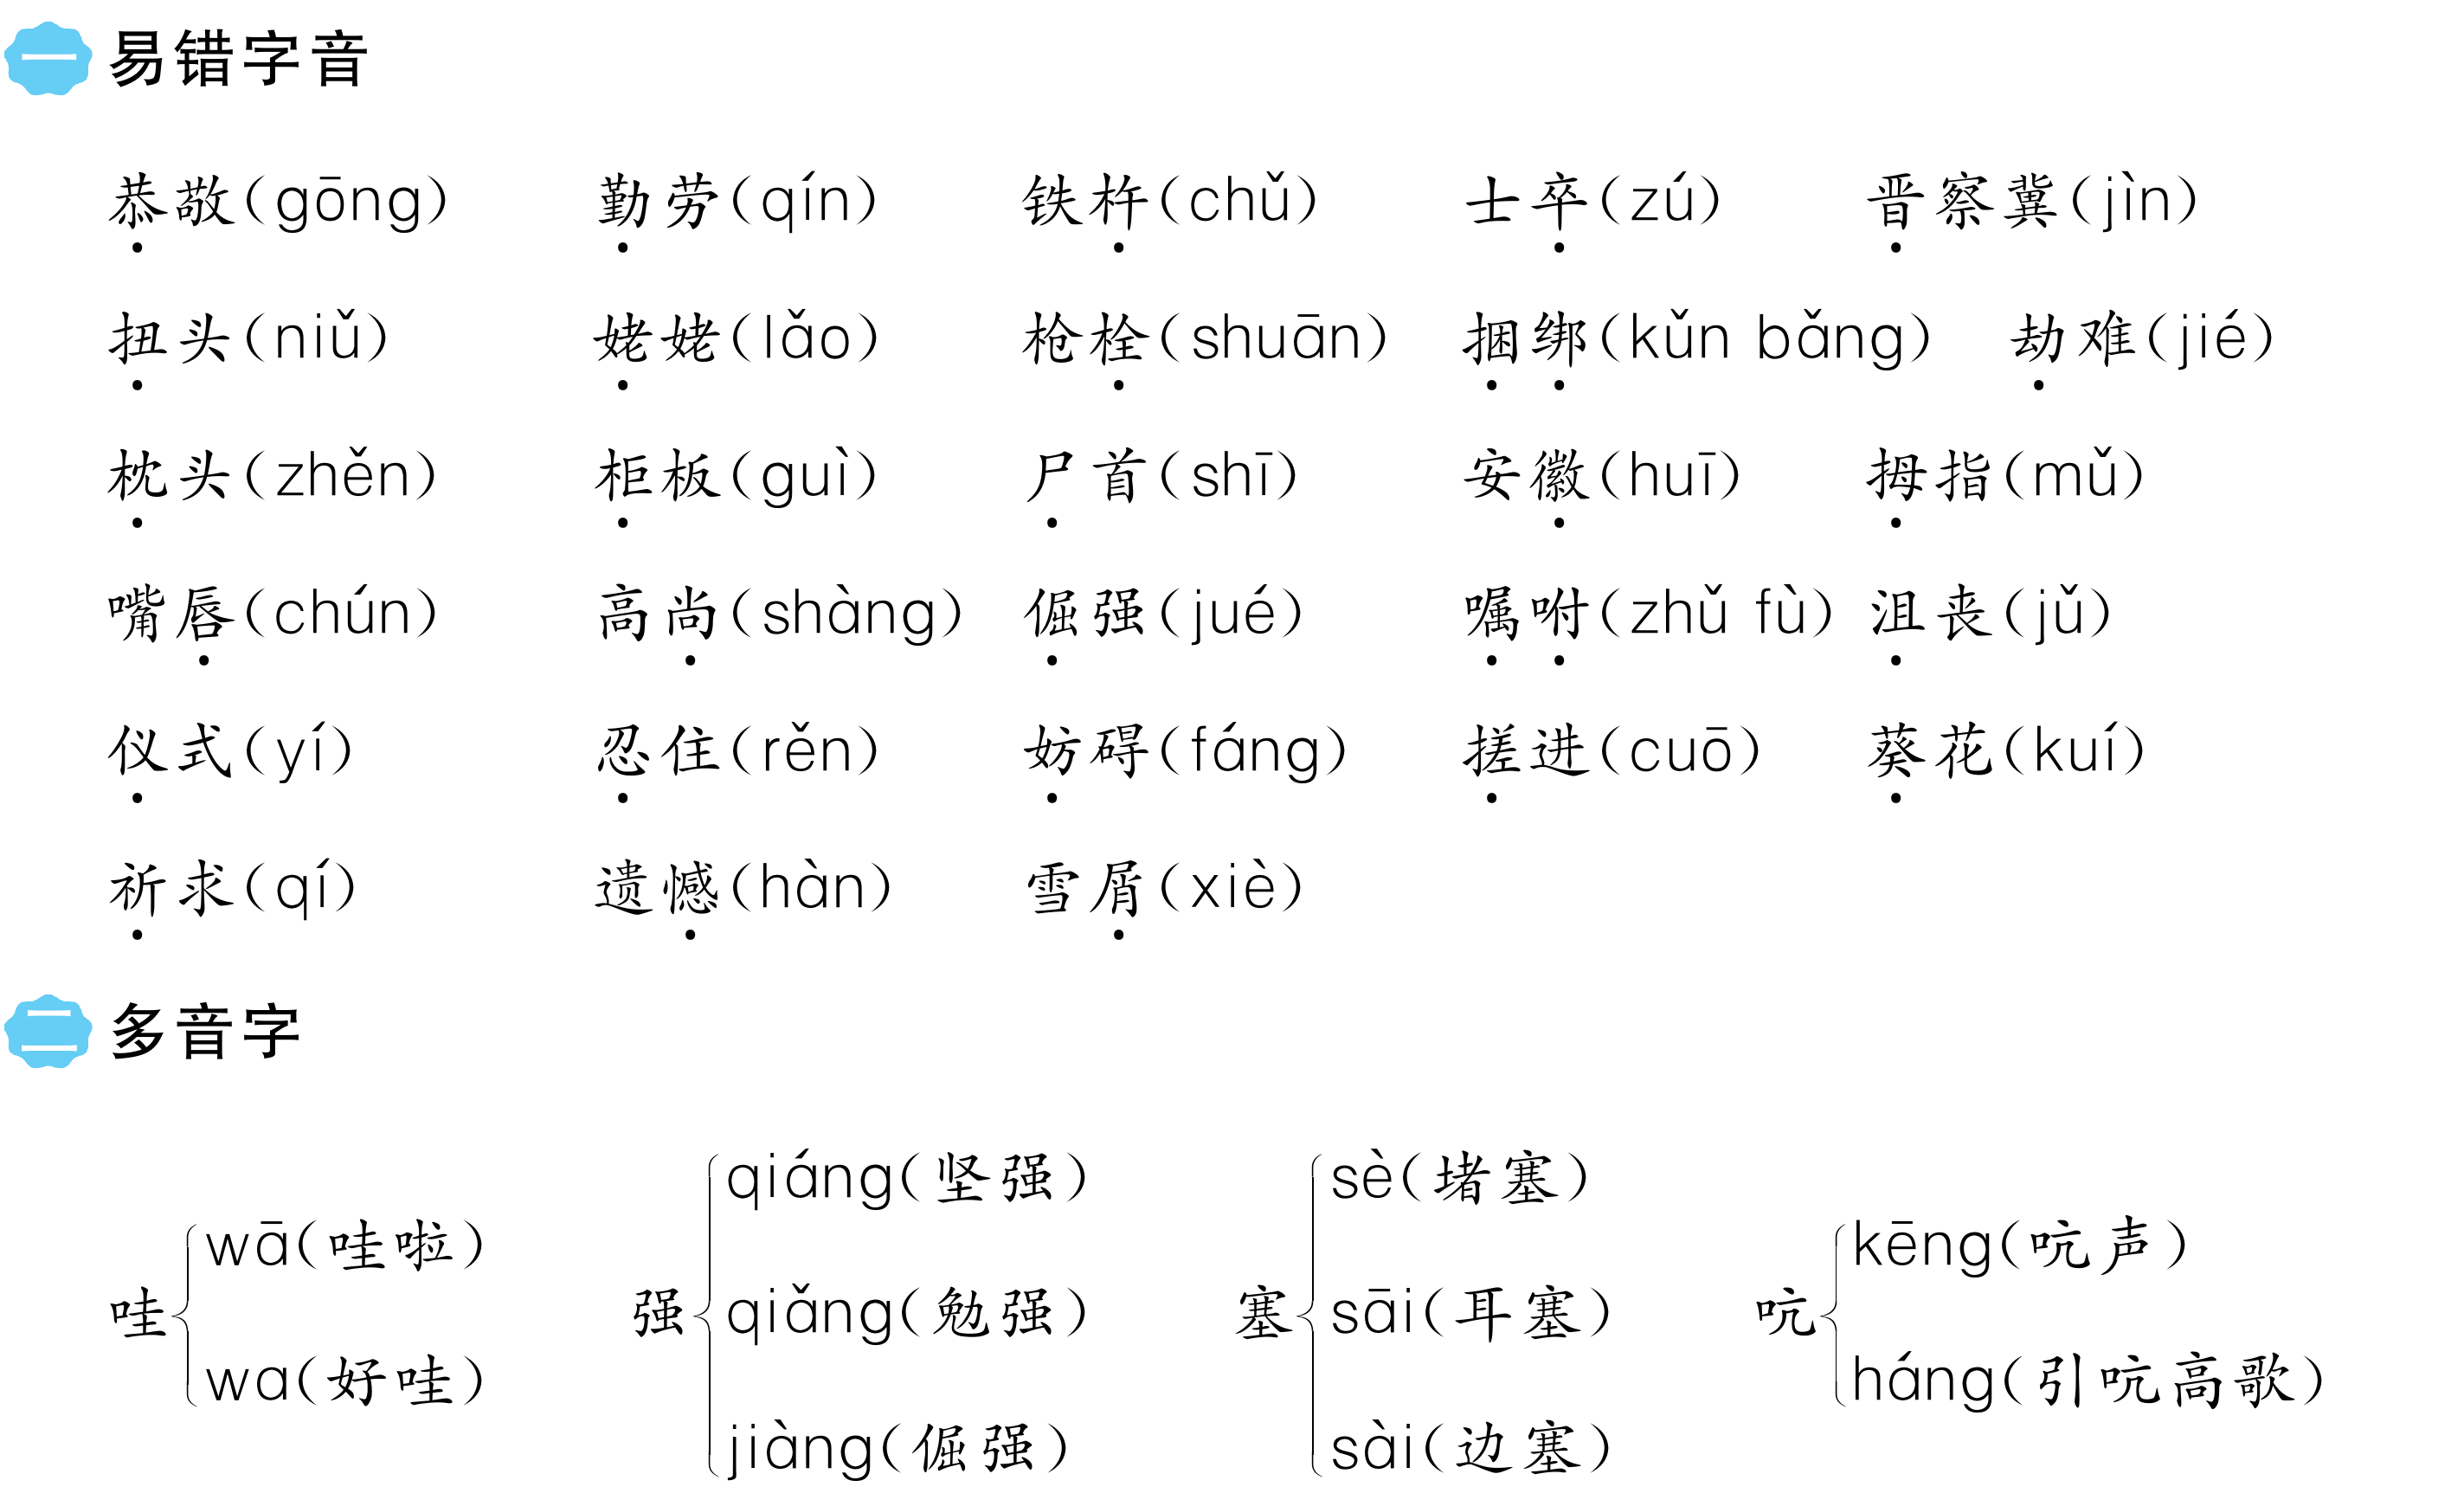 一 易错字音
恭敬(gōng) 勤劳(qín) 铁杵(chǔ) 士卒(zú) 晋察冀(jìn)
扭头(niǔ) 姥姥(lǎo) 枪栓(shuān) 捆绑(kǔn bǎng) 劫难(jié)
枕头(zhěn) 柜板(guì) 尸首(shī) 安徽(huī) 拇指(mǔ)
嘴唇(chún) 高尚(shàng) 倔强(jué) 嘱咐(zhǔ fù) 沮丧(jǔ)
仪式(yí) 忍住(rěn) 妨碍(fáng) 搓进(cuō) 葵花(kuí)
祈求(qí) 遗憾(hàn) 雪屑(xiè)
二 多音字
哇 wā(哇啦) wa(好哇)
强 qiáng(坚强) qiǎng(勉强) jiàng(倔强)
塞 sè(堵塞) sāi(耳塞) sài(边塞)
吭 kēng(吭声) háng(引吭高歌)